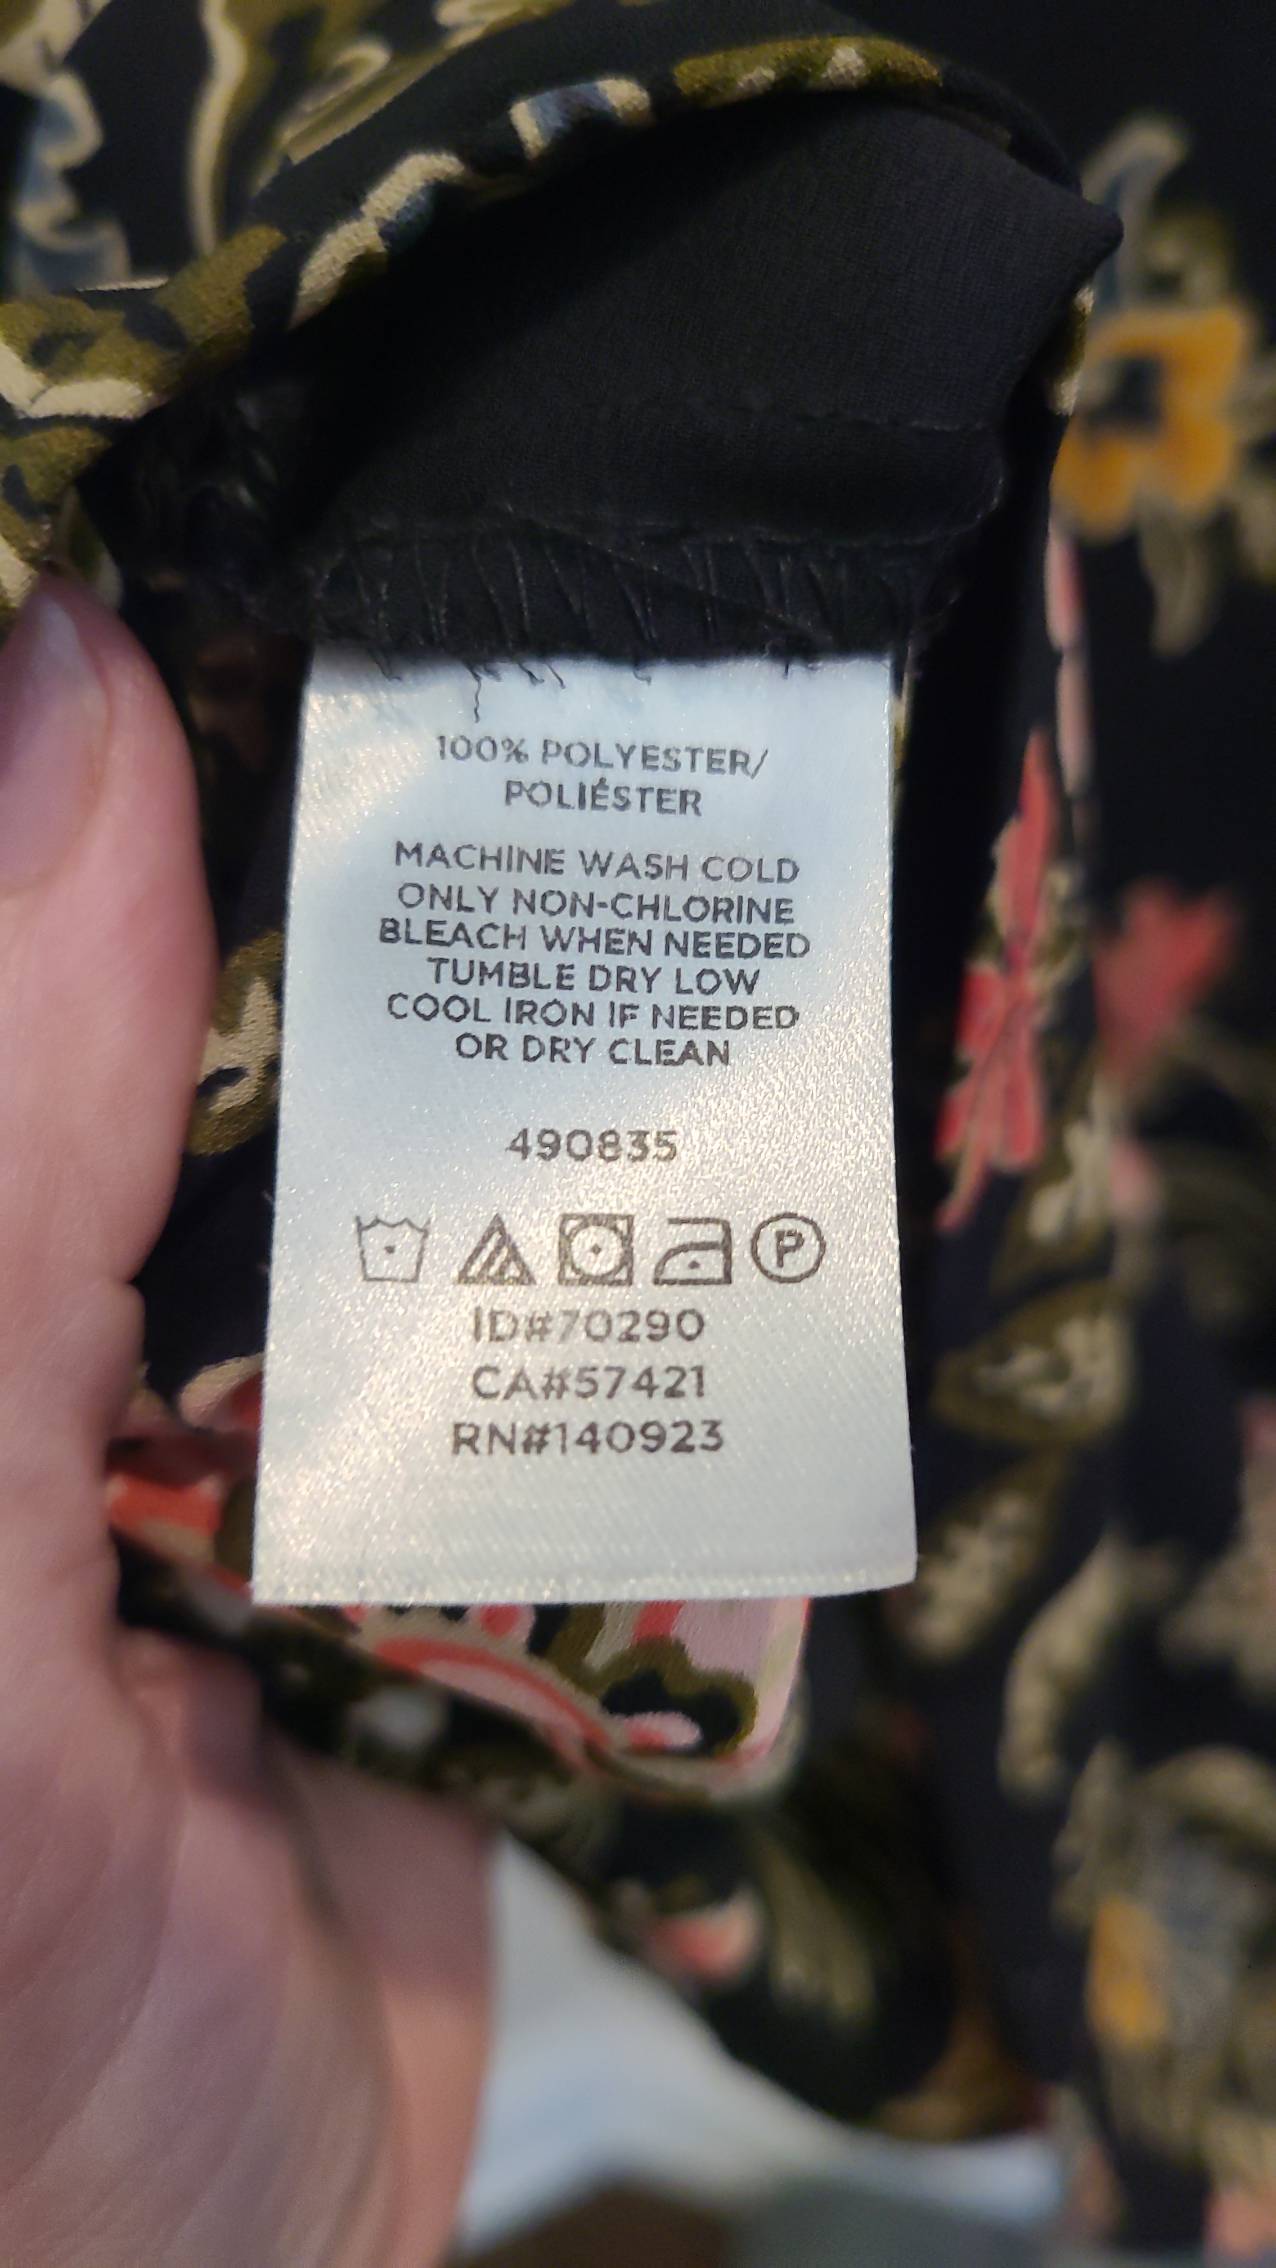 100% POLYESTER/
POLIÉSTER
MACHINE WASH COLD
ONLY NON-CHLORINE
BLEACH WHEN NEEDED
TUMBLE DRY LOW
COOL IRON IF NEEDED
OR DRY CLEAN
490835
P
ID#70290
CA#57421
RN#140923